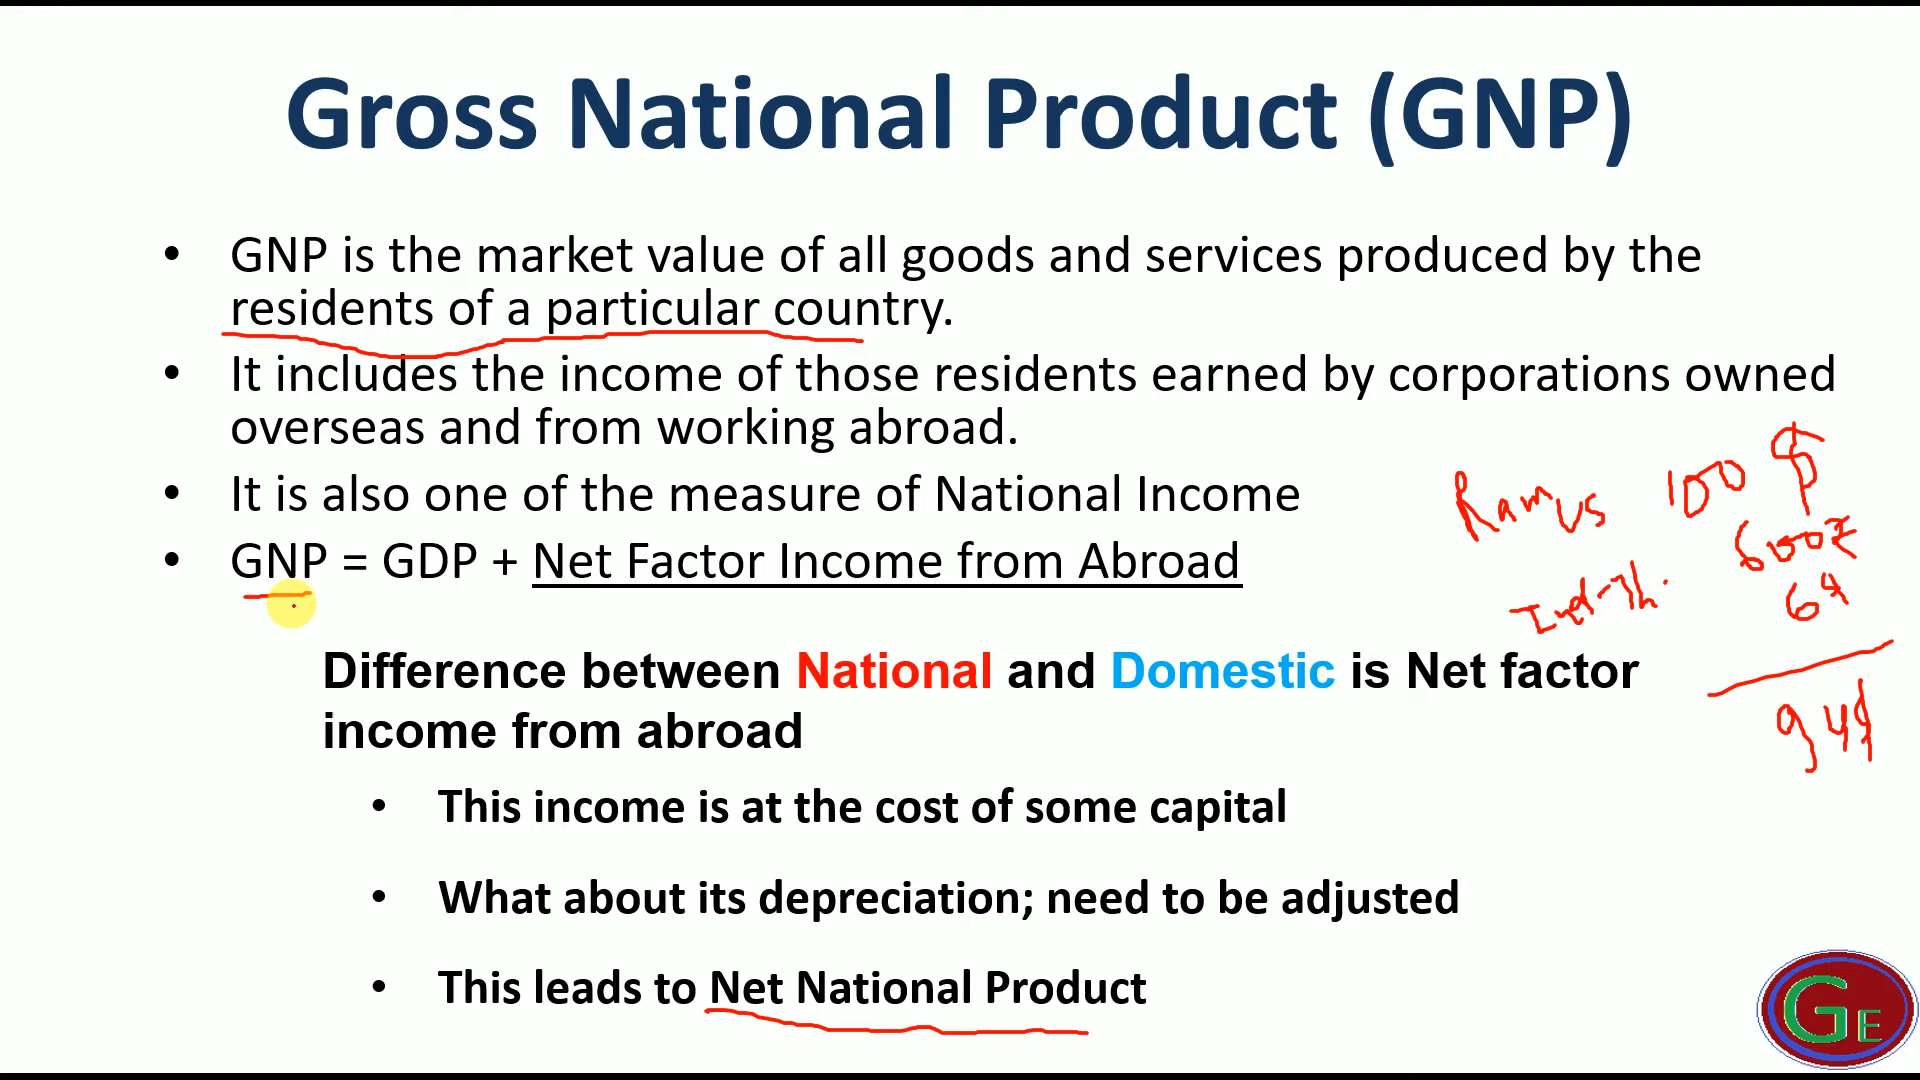 Gross National Product (GNP)
• GNP is the market value of all goods and services produced by the
residents of a particular country.
• It includes the income of those residents earned by corporations owned
overseas and from working abroad.
• It is also one of the measure of National Income
• GNP = GDP + Net Factor Income from Abroad
Ram US 100 $
600₹
64
Difference between National and Domestic is Net factor
income from abroad
• This income is at the cost of some capital
• What about its depreciation; need to be adjusted
• This leads to Net National Product
GE